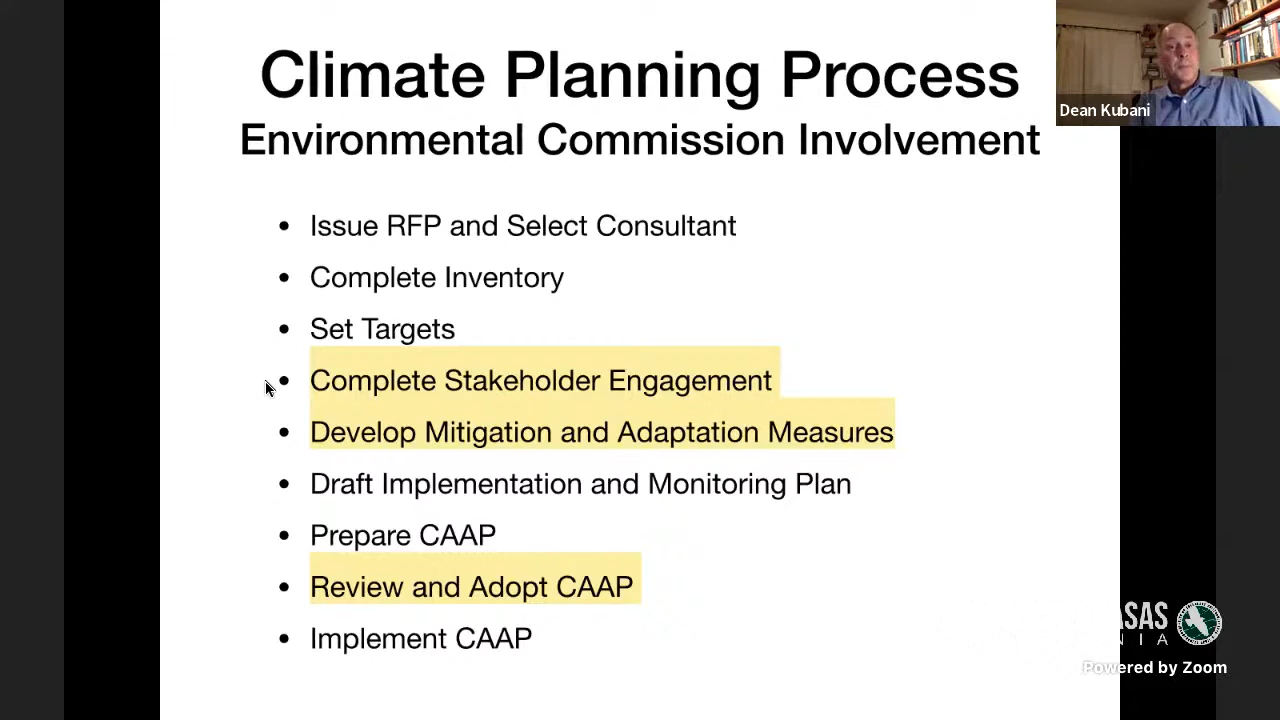 Climate Planning Process
Environmental Commission Involvement
Dean Kubani
• Issue RFP and Select Consultant
• Complete Inventory
• Set Targets
• Complete Stakeholder Engagement
• Develop Mitigation and Adaptation Measures
• Draft Implementation and Monitoring Plan
• Prepare CAAP
• Review and Adopt CAAP
• Implement CAAP
Powered by Zoom